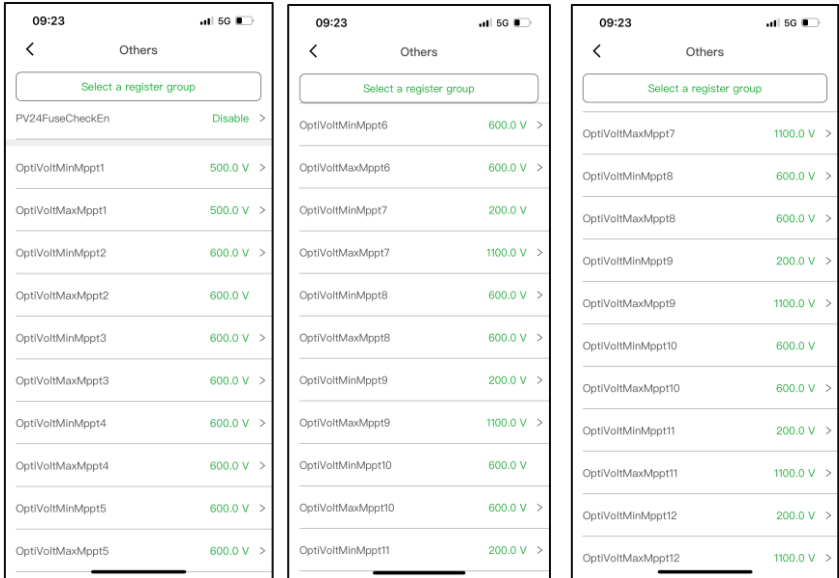 09:23 5G
Others
Select a register group
PV24FuseCheckEn Disable >
OptiVoltMinMppt1 500.0 V >
OptiVoltMaxMppt1 500.0 V >
OptiVoltMinMppt2 600.0 V >
OptiVoltMaxMppt2 600.0 V
OptiVoltMinMppt3 600.0 V >
OptiVoltMaxMppt3 600.0 V >
OptiVoltMinMppt4 600.0 V >
OptiVoltMaxMppt4 600.0 V >
OptiVoltMinMppt5 600.0 V >
OptiVoltMaxMppt5 600.0 V >
09:23 5G
Others
Select a register group
OptiVoltMinMppt6 600.0 V >
OptiVoltMaxMppt6 600.0 V >
OptiVoltMinMppt7 200.0 V
OptiVoltMaxMppt7 1100.0 V >
OptiVoltMinMppt8 600.0 V >
OptiVoltMaxMppt8 600.0 V >
OptiVoltMinMppt9 200.0 V >
OptiVoltMaxMppt9 1100.0 V >
OptiVoltMinMppt10 600.0 V
OptiVoltMaxMppt10 600.0 V >
OptiVoltMinMppt11 200.0 V >
09:23 5G
Others
Select a register group
OptiVoltMaxMppt7 1100.0 V >
OptiVoltMinMppt8 600.0 V >
OptiVoltMaxMppt8 600.0 V >
OptiVoltMinMppt9 200.0 V >
OptiVoltMaxMppt9 1100.0 V >
OptiVoltMinMppt10 600.0 V
OptiVoltMaxMppt10 600.0 V >
OptiVoltMinMppt11 200.0 V >
OptiVoltMaxMppt11 1100.0 V >
OptiVoltMinMppt12 200.0 V >
OptiVoltMaxMppt12 1100.0 V >